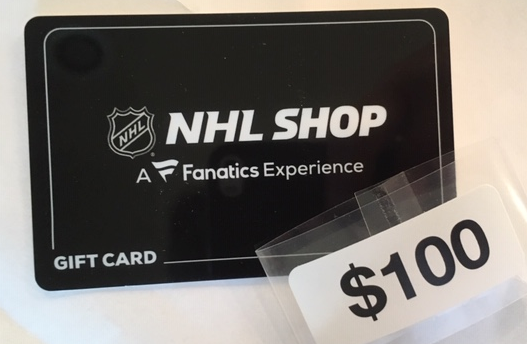 NHL
NHL SHOP
A Fanatics Experience
GIFT CARD
$100